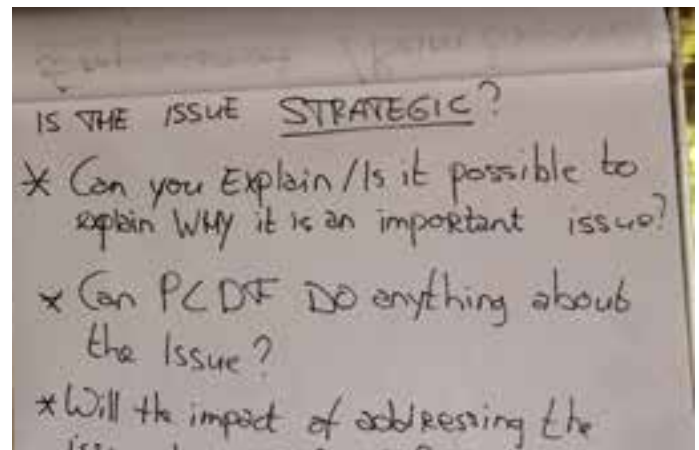 IS THE ISSUE STRATEGIC?
* Can you Explain/Is it possible to
explain WHY it is an important issue?
* Can PCDF DO anything about
the Issue?
* Will the impact of addressing the